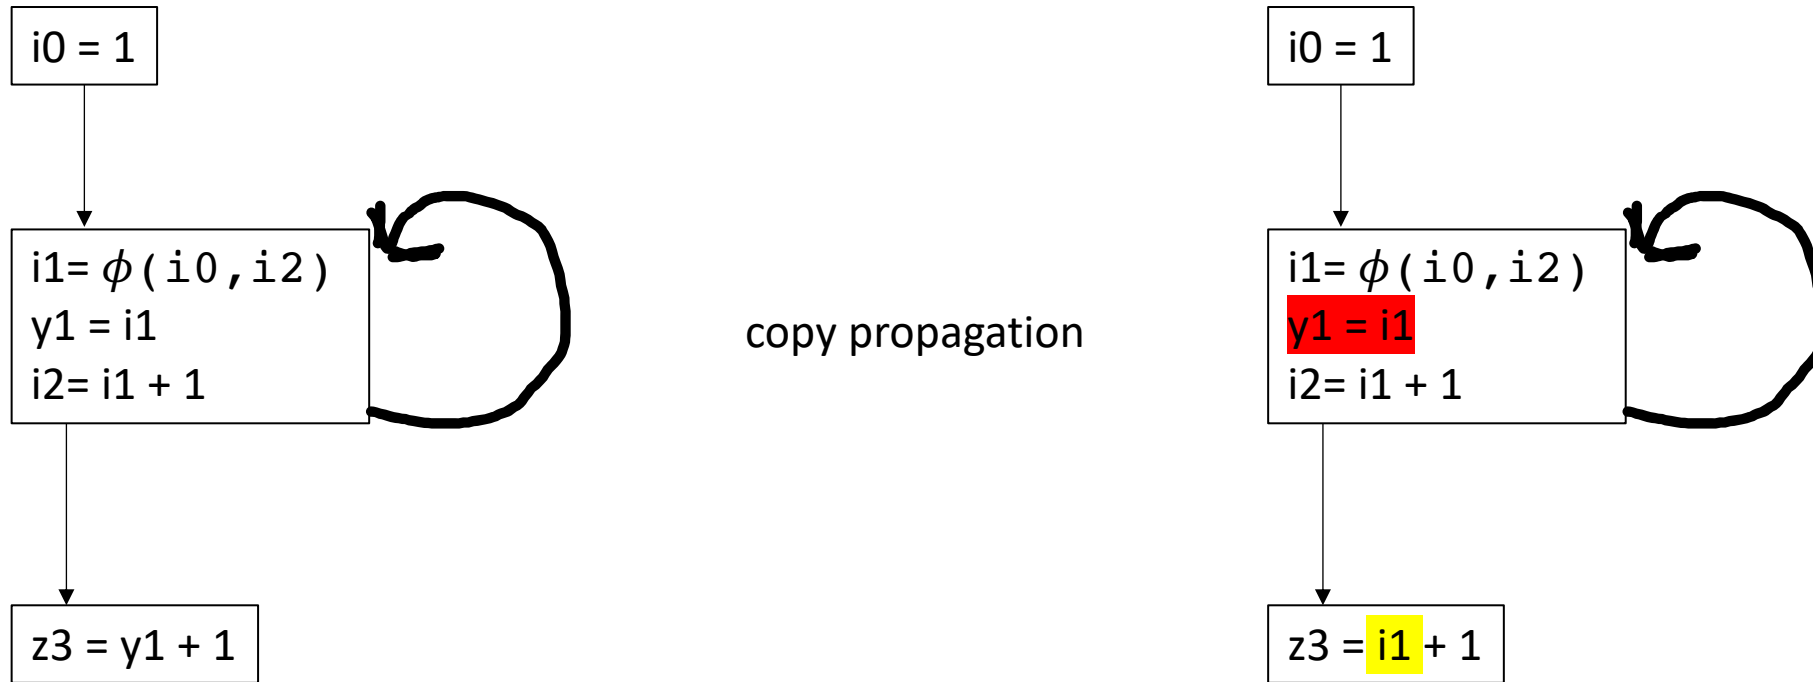 i0 = 1
i1= ϕ(i0,i2)
y1 = i1
i2= i1 + 1
z3 = y1 + 1
copy propagation
i0 = 1
i1= ϕ(i0,i2)
y1 = i1
i2= i1 + 1
z3 = i1 + 1